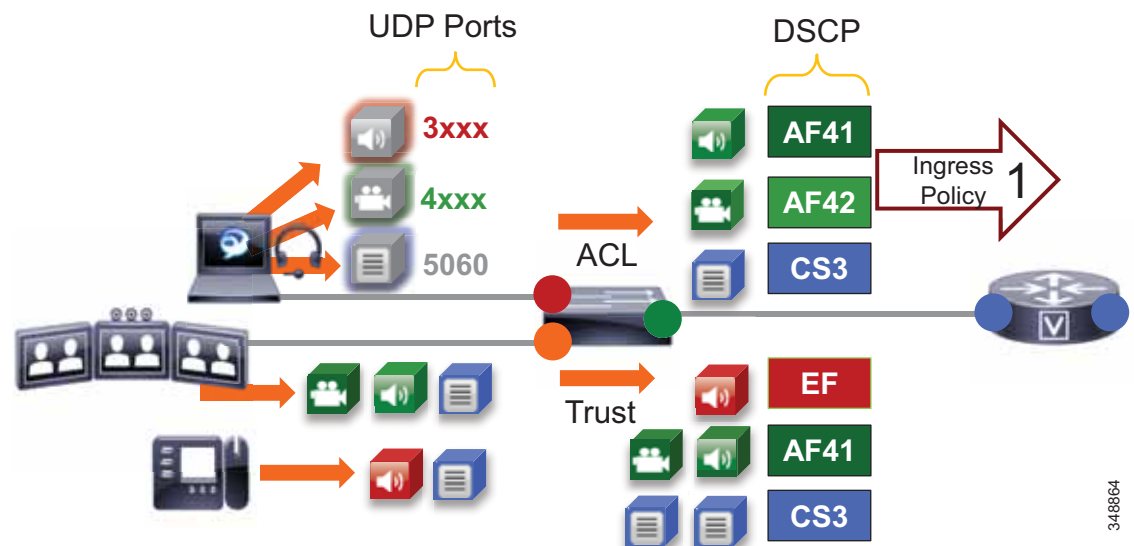 UDP Ports
DSCP
3xxx
4xxx
5060
AF41
AF42
CS3
Ingress
Policy
1
ACL
V
Trust
EF
AF41
CS3
348864